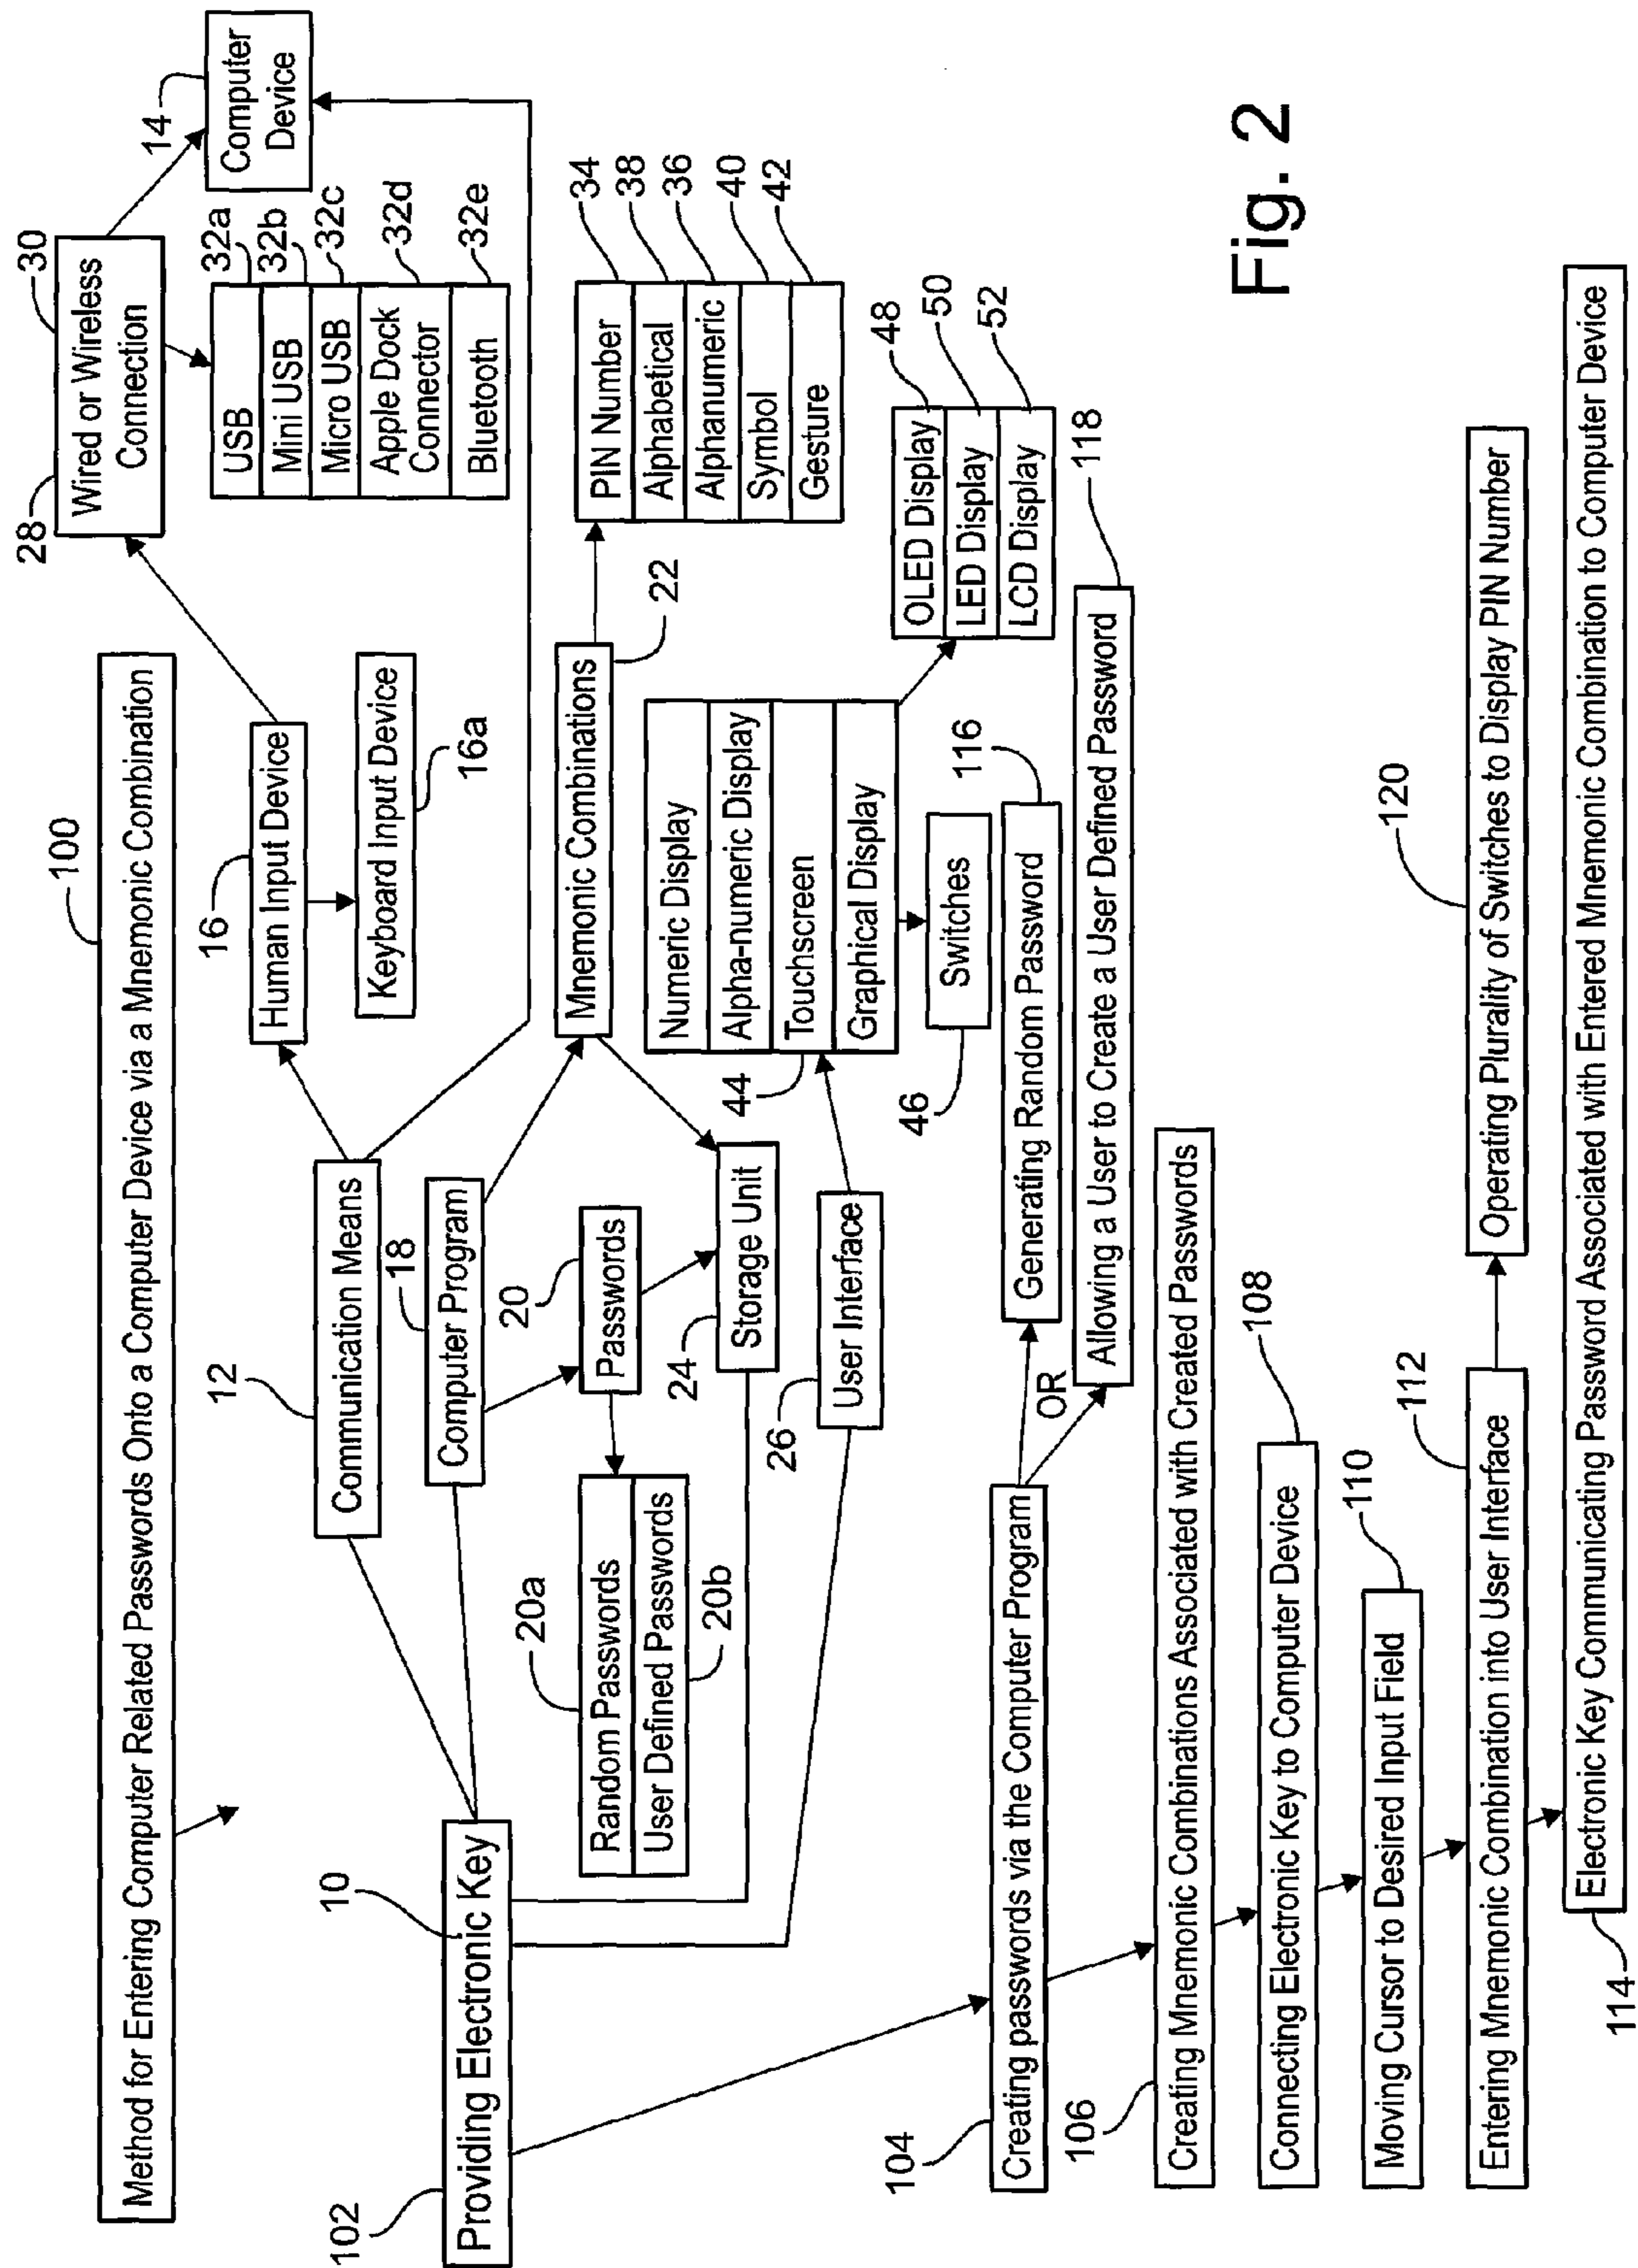 100
Method for Entering Computer Related Passwords Onto a Computer Device via a Mnemonic Combination
28
30
Wired or Wireless
Connection
14
Computer
Device
16
Human Input Device
Keyboard Input Device
16a
USB
32a
Mini USB
32b
Micro USB
32c
Apple Dock
Connector
32d
Bluetooth
32e
12
Communication Means
18
Computer Program
102
10
Providing Electronic Key
20
Passwords
20a
Random Passwords
User Defined Passwords
20b
24
Storage Unit
26
User Interface
Mnemonic Combinations
22
PIN Number
34
Alphabetical
38
Alphanumeric
36
Symbol
40
Gesture
42
Numeric Display
Alpha-numeric Display
Touchscreen
Graphical Display
44
Switches
46
OLED Display
48
LED Display
50
LCD Display
52
104
Creating passwords via the Computer Program
OR
Generating Random Password
116
Allowing a User to Create a User Defined Password
118
106
Creating Mnemonic Combinations Associated with Created Passwords
Connecting Electronic Key to Computer Device
108
Moving Cursor to Desired Input Field
110
Entering Mnemonic Combination into User Interface
112
Operating Plurality of Switches to Display PIN Number
120
114
Electronic Key Communicating Password Associated with Entered Mnemonic Combination to Computer Device
Fig. 2